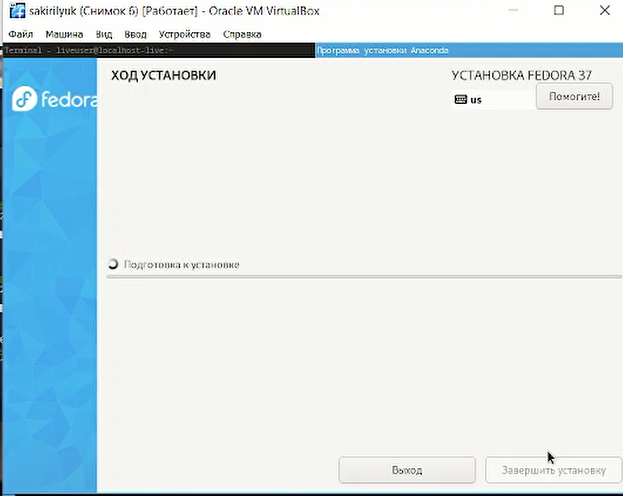 sakirilyuk (Снимок 6) [Работает] - Oracle VM VirtualBox
Файл Машина Вид Ввод Устройства Справка
Terminal - liveuser@localhost-live:~ Программа установки Anaconda
fedora
ХОД УСТАНОВКИ
УСТАНОВКА FEDORA 37
us
Помогите!
Подготовка к установке
Выход
Завершить установку